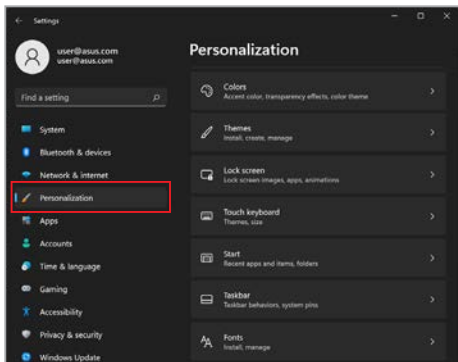 Settings
user@asus.com
user@asus.com
Find a setting
System
Bluetooth & devices
Network & internet
Personalization
Apps
Accounts
Time & language
Gaming
Accessibility
Privacy & security
Windows Update
Personalization
Colors
Accent color, transparency effects, color theme
Themes
Install, create, manage
Lock screen
Lock screen images, apps, animations
Touch keyboard
Themes, size
Start
Recent apps and items, folders
Taskbar
Taskbar behaviors, system pins
Fonts
Install, manage